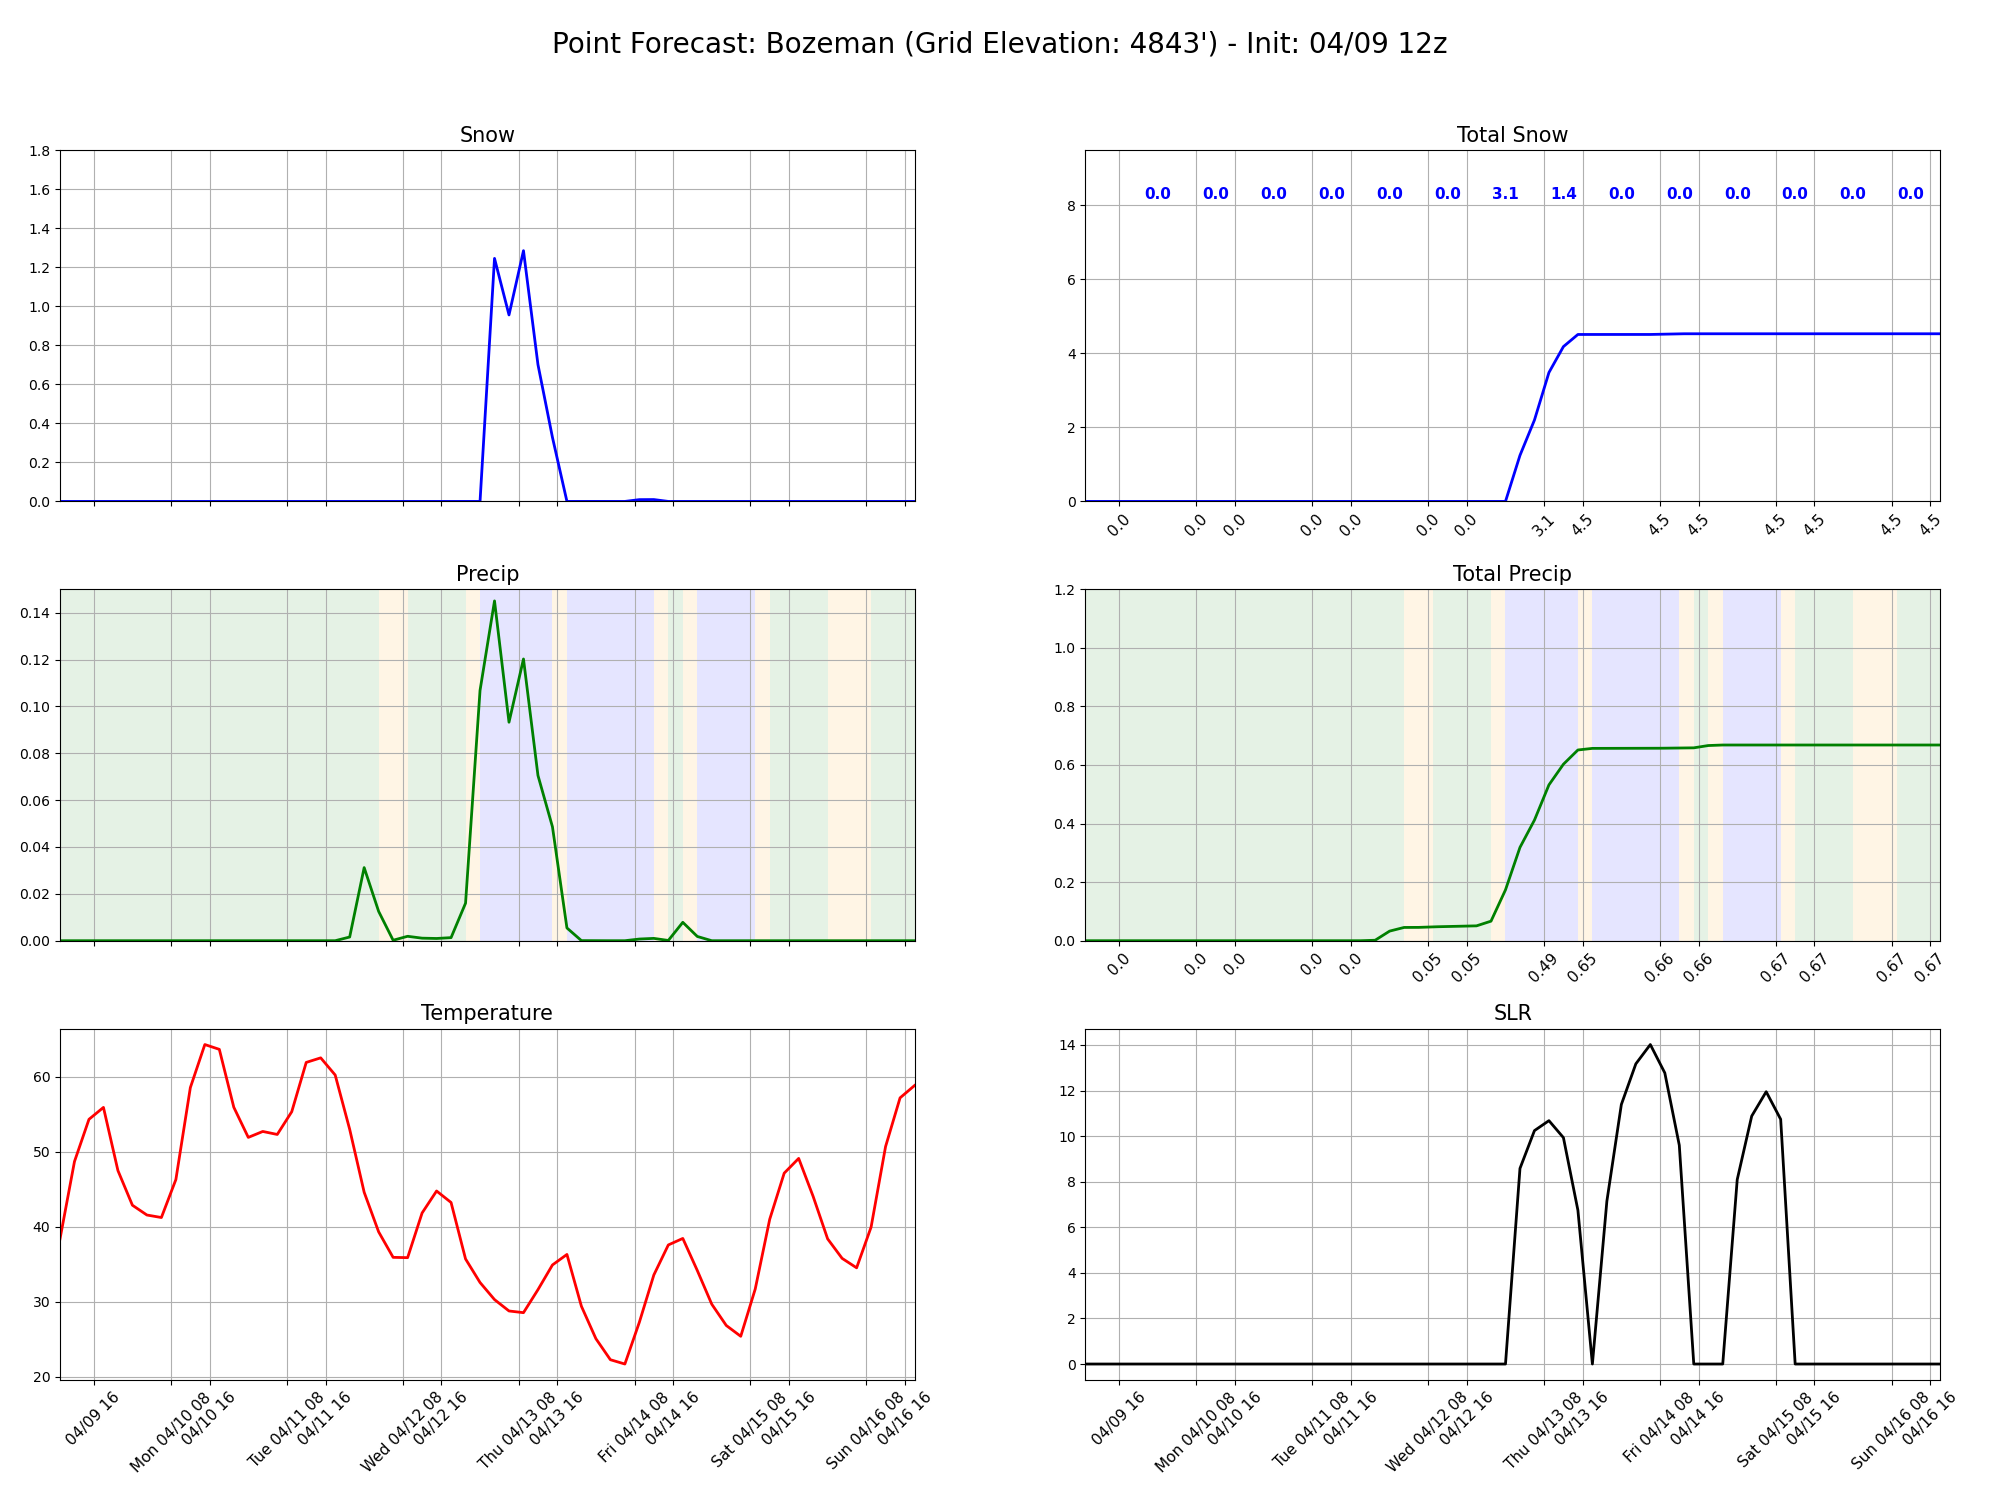 Point Forecast: Bozeman (Grid Elevation: 4843') - Init: 04/09 12z
Snow
1.8
1.6
1.4
1.2
1.0
0.8
0.6
0.4
0.2
0.0
Total Snow
0.0 0.0 0.0 0.0 0.0 0.0 3.1 1.4 0.0 0.0 0.0 0.0 0.0 0.0
8
6
4
2
0
0.0 0.0 0.0 0.0 0.0 0.0 0.0 3.1 4.5 4.5 4.5 4.5 4.5 4.5 4.5
Precip
0.14
0.12
0.10
0.08
0.06
0.04
0.02
0.00
Total Precip
1.2
1.0
0.8
0.6
0.4
0.2
0.0
0.0 0.0 0.0 0.0 0.0 0.05 0.05 0.49 0.65 0.66 0.66 0.67 0.67 0.67 0.67
Temperature
60
50
40
30
20
04/09 16
Mon 04/10 08
04/10 16
Tue 04/11 08
04/11 16
Wed 04/12 08
04/12 16
Thu 04/13 08
04/13 16
Fri 04/14 08
04/14 16
Sat 04/15 08
04/15 16
Sun 04/16 08
04/16 16
SLR
14
12
10
8
6
4
2
0
04/09 16
Mon 04/10 08
04/10 16
Tue 04/11 08
04/11 16
Wed 04/12 08
04/12 16
Thu 04/13 08
04/13 16
Fri 04/14 08
04/14 16
Sat 04/15 08
04/15 16
Sun 04/16 08
04/16 16